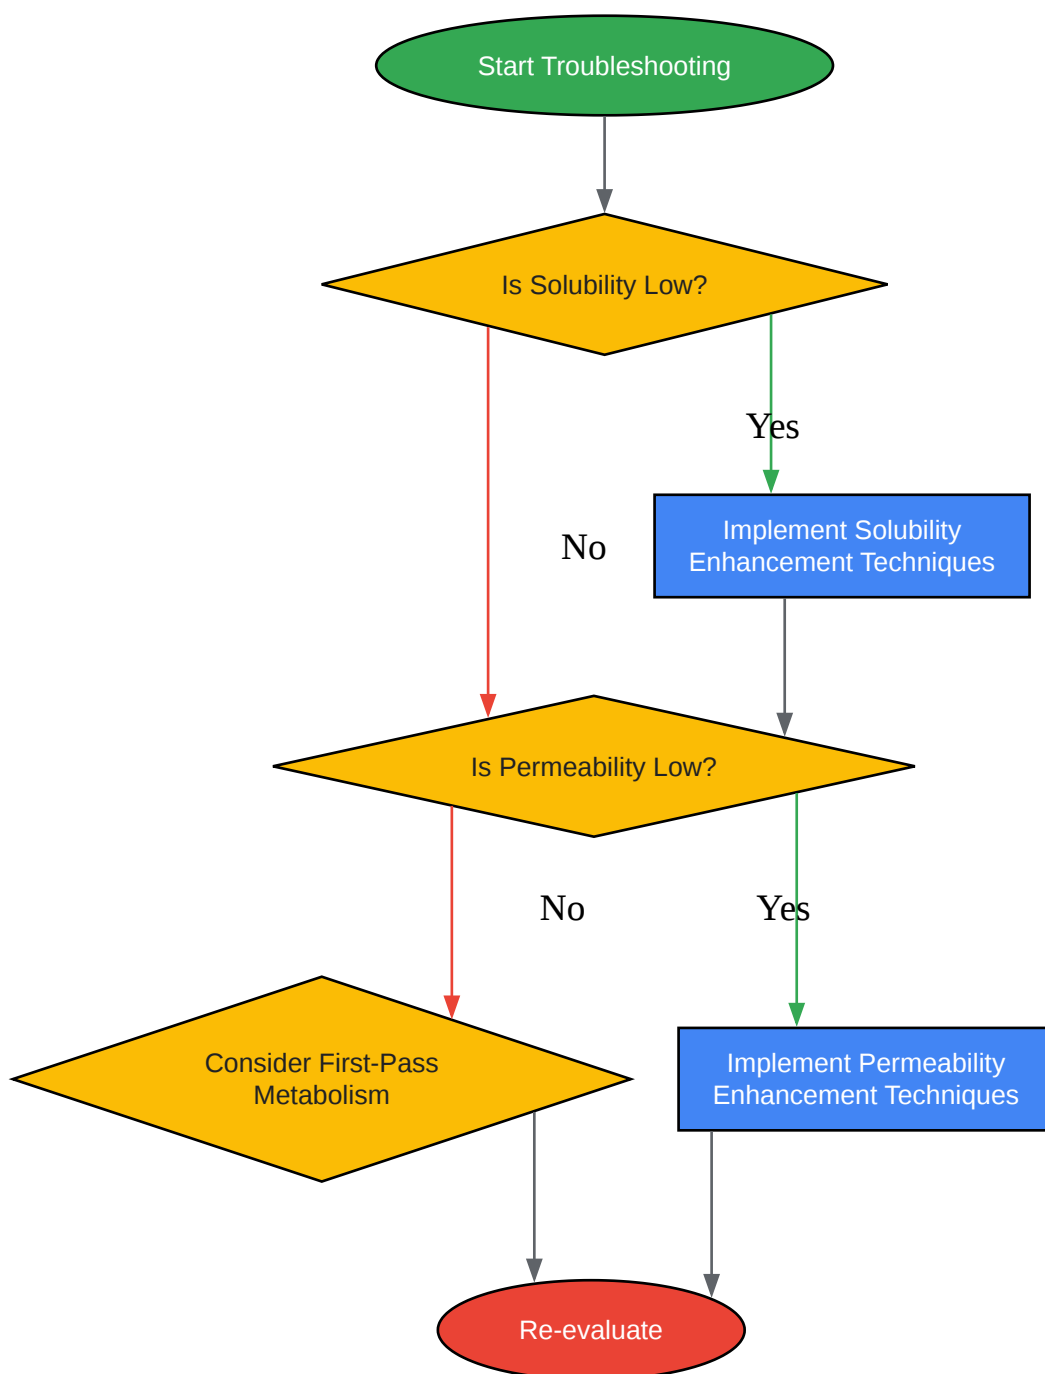 Start Troubleshooting
Is Solubility Low?
Yes
No
Implement Solubility
Enhancement Techniques
Is Permeability Low?
No
Yes
Consider First-Pass
Metabolism
Implement Permeability
Enhancement Techniques
Re-evaluate